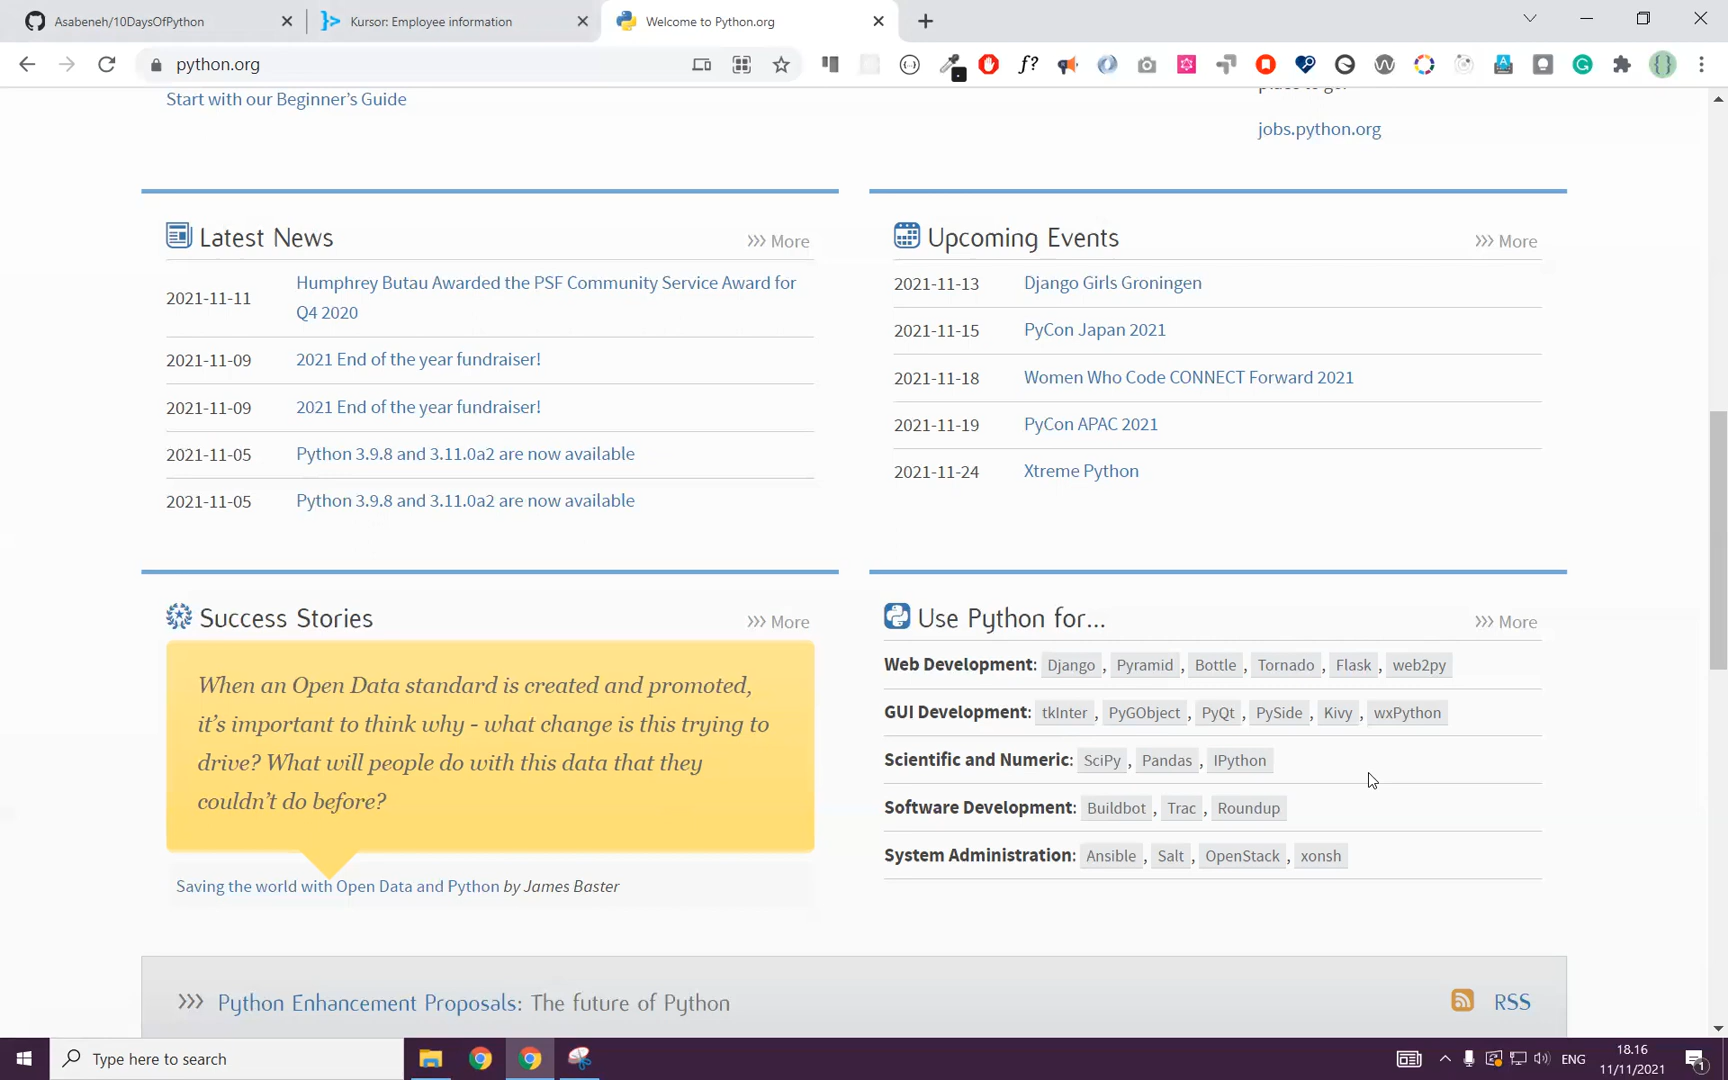 Asabeneh/10DaysOfPython
Kursor: Employee information
Welcome to Python.org
python.org
f?
Start with our Beginner's Guide
jobs.python.org
Latest News
More
2021-11-11 Humphrey Butau Awarded the PSF Community Service Award for
Q4 2020
2021-11-09 2021 End of the year fundraiser!
2021-11-09 2021 End of the year fundraiser!
2021-11-05 Python 3.9.8 and 3.11.0a2 are now available
2021-11-05 Python 3.9.8 and 3.11.0a2 are now available
Upcoming Events
More
2021-11-13 Django Girls Groningen
2021-11-15 PyCon Japan 2021
2021-11-18 Women Who Code CONNECT Forward 2021
2021-11-19 PyCon APAC 2021
2021-11-24 Xtreme Python
Success Stories
More
When an Open Data standard is created and promoted,
it's important to think why - what change is this trying to
drive? What will people do with this data that they
couldn't do before?
Saving the world with Open Data and Python by James Baster
Use Python for...
More
Web Development: Django , Pyramid , Bottle , Tornado , Flask , web2py
GUI Development: tkInter , PyGObject , PyQt , PySide , Kivy , wxPython
Scientific and Numeric: SciPy , Pandas , IPython
Software Development: Buildbot , Trac , Roundup
System Administration: Ansible , Salt , OpenStack , xonsh
>>> Python Enhancement Proposals: The future of Python
RSS
Type here to search
ENG
18.16
11/11/2021
1